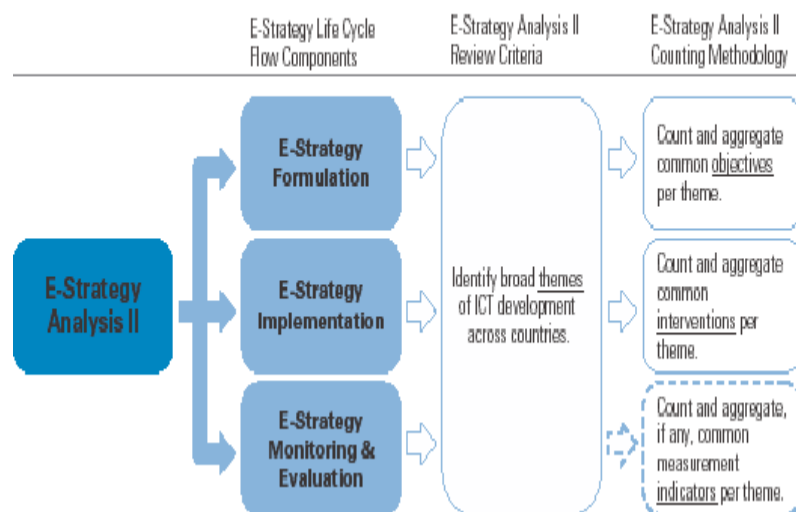 E-Strategy Life Cycle
Flow Components
E-Strategy Analysis II
Review Criteria
E-Strategy Analysis II
Counting Methodology
E-Strategy
Analysis II
E-Strategy
Formulation
E-Strategy
Implementation
E-Strategy
Monitoring &
Evaluation
Identify broad themes
of ICT development
across countries.
Count and aggregate
common objectives
per theme.
Count and aggregate
common
interventions per
theme.
Count and aggregate,
if any, common
measurement
indicators per theme.